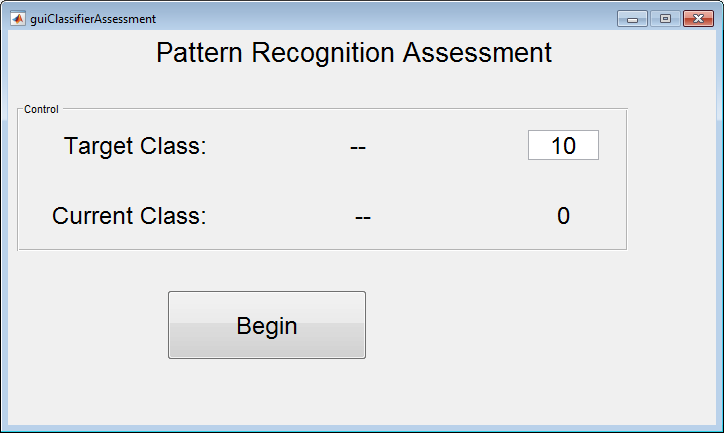 guiClassifierAssessment
Pattern Recognition Assessment
Control
Target Class: -- 10
Current Class: -- 0
Begin